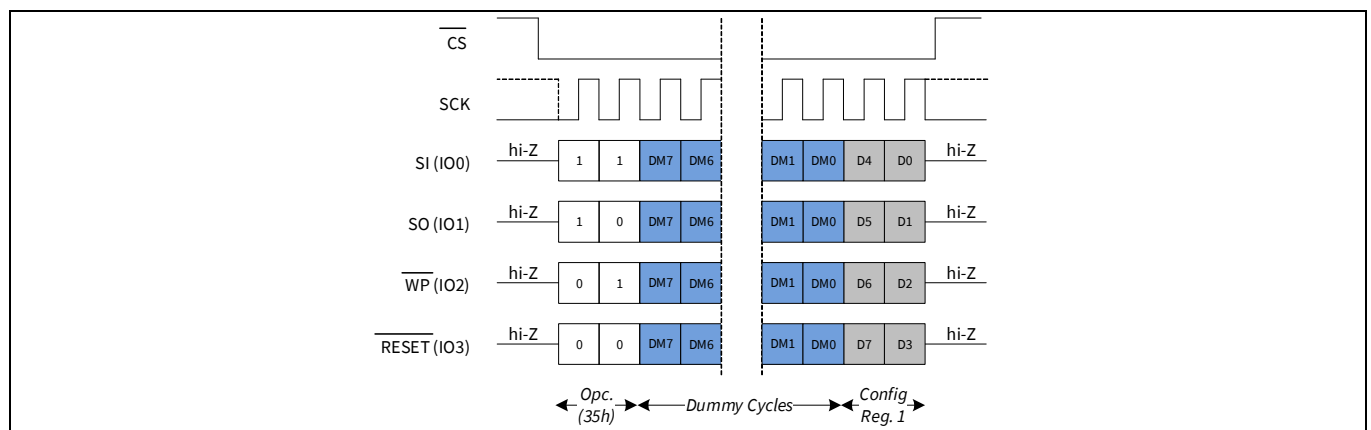 CS
SCK
hi-Z hi-Z
SI (IO0) 1 1 DM7 DM6 DM1 DM0 D4 D0
hi-Z hi-Z
SO (IO1) 1 0 DM7 DM6 DM1 DM0 D5 D1
hi-Z hi-Z
WP (IO2) 0 1 DM7 DM6 DM1 DM0 D6 D2
hi-Z hi-Z
RESET (IO3) 0 0 DM7 DM6 DM1 DM0 D7 D3
Opc. Config
(35h) Dummy Cycles Reg. 1